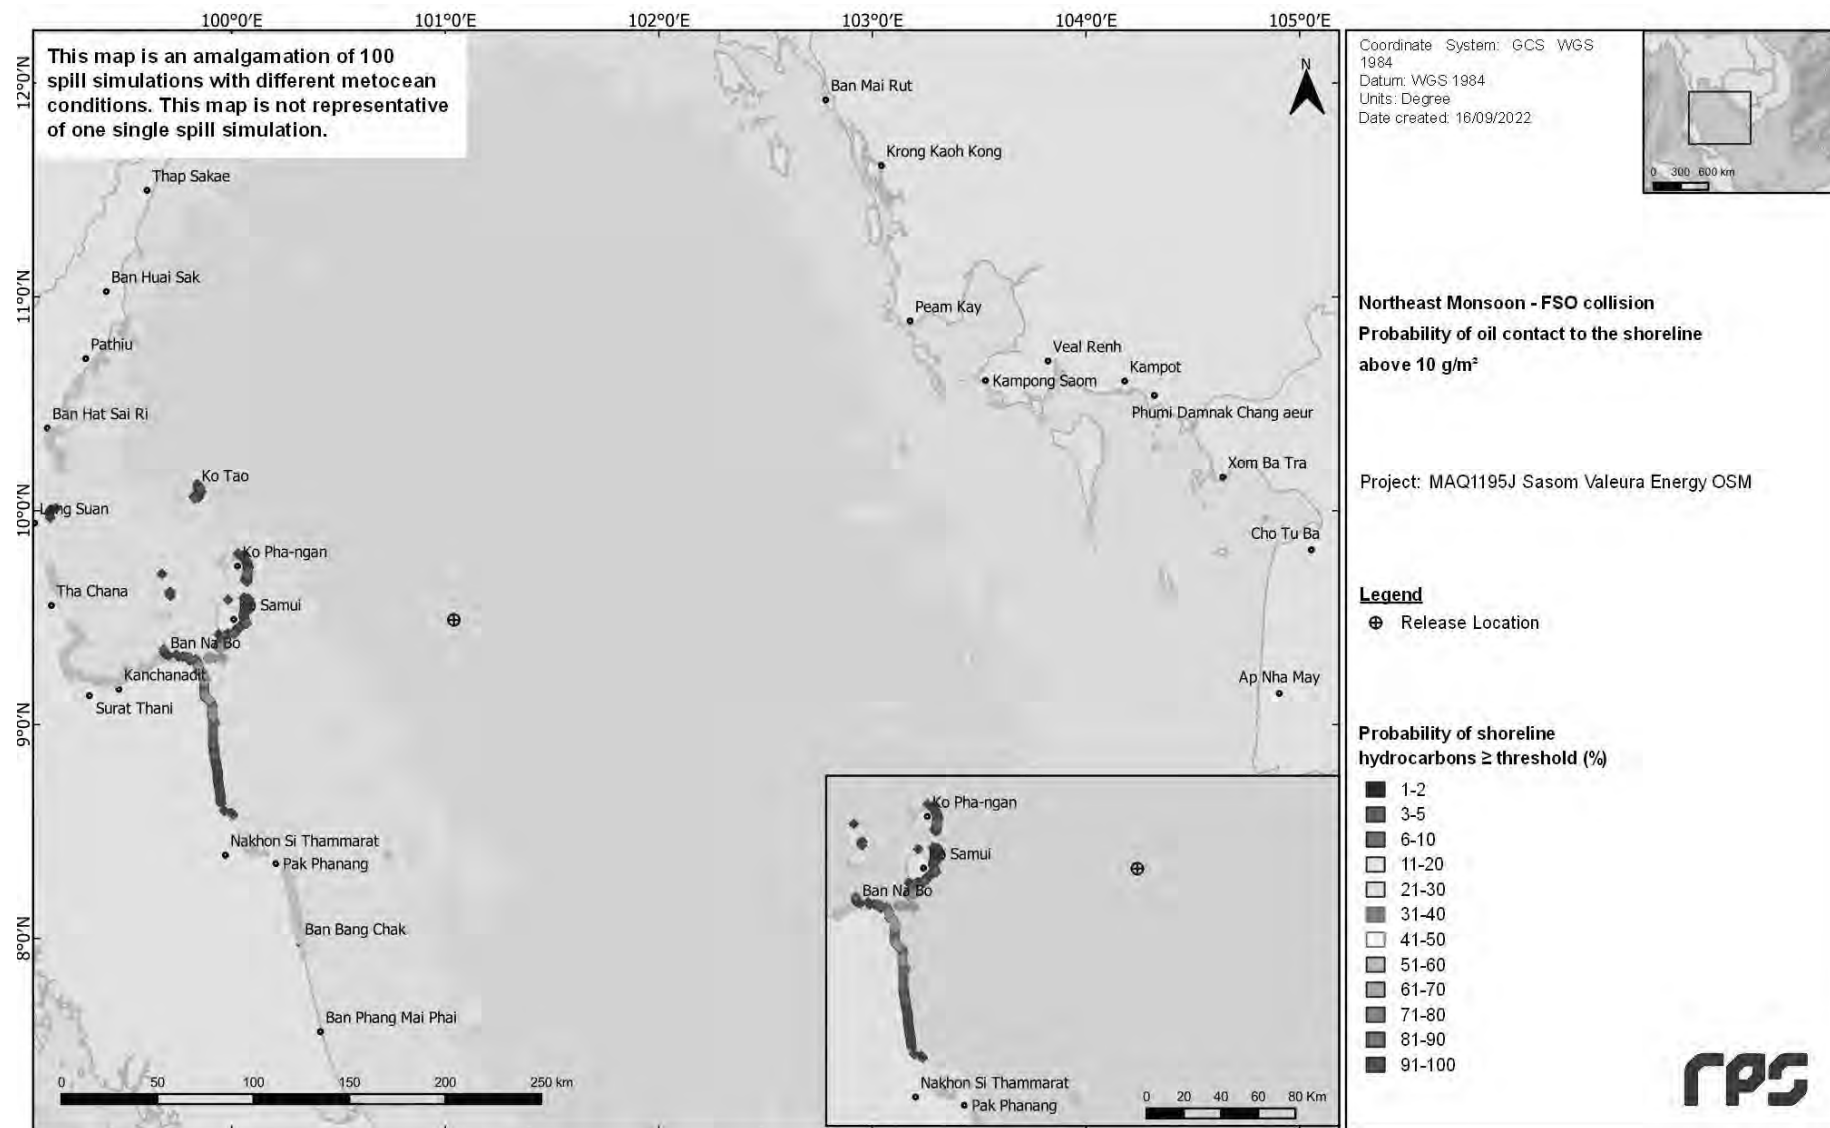 100°0'E
101°0'E
102°0'E
103°0'E
104°0'E
105°0'E
12°0'N
11°0'N
10°0'N
9°0'N
8°0'N
This map is an amalgamation of 100
spill simulations with different metocean
conditions. This map is not representative
of one single spill simulation.
N
Ban Mai Rut
Krong Kaoh Kong
Thap Sakae
Ban Huai Sak
Peam Kay
Pathiu
Veal Renh
Kampot
Kampong Saom
Ban Hat Sai Ri
Phumi Damnak Chang aeur
Xom Ba Tra
Ko Tao
Lang Suan
Cho Tu Ba
Ko Pha-ngan
Tha Chana
Samui
Ban Na Bo
Kanchanadit
Surat Thani
Ap Nha May
Nakhon Si Thammarat
Pak Phanang
Ban Bang Chak
Ban Phang Mai Phai
0 50 100 150 200 250 km
Ko Pha-ngan
Samui
Ban Na Bo
Nakhon Si Thammarat
Pak Phanang
0 20 40 60 80 Km
Coordinate System: GCS WGS
1984
Datum: WGS 1984
Units: Degree
Date created: 16/09/2022
0 300 600 km
Northeast Monsoon - FSO collision
Probability of oil contact to the shoreline
above 10 g/m²
Project: MAQ1195J Sasom Valeura Energy OSM
Legend
Release Location
Probability of shoreline
hydrocarbons ≥ threshold (%)
1-2
3-5
6-10
11-20
21-30
31-40
41-50
51-60
61-70
71-80
81-90
91-100
rps